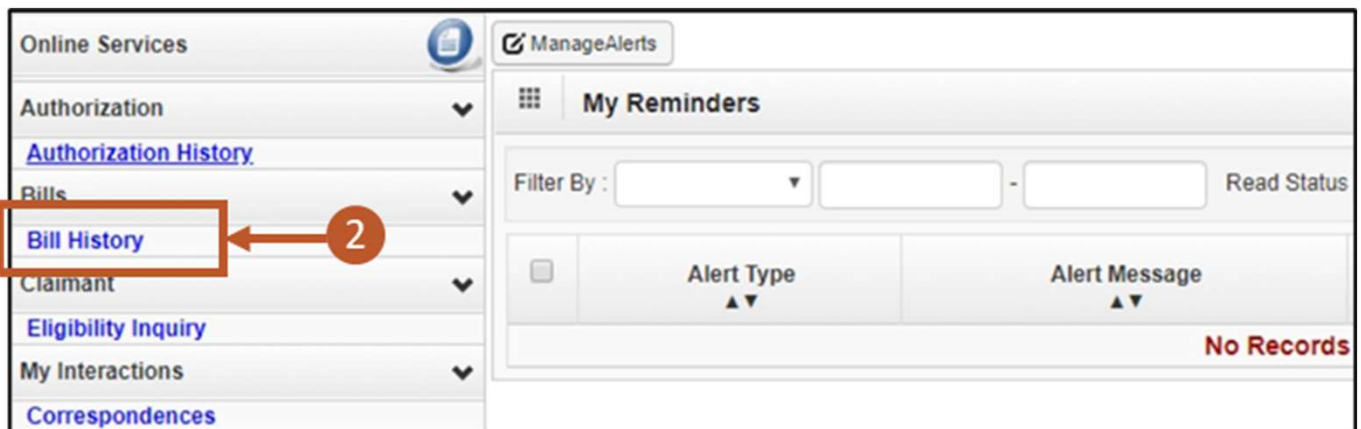 Online Services
ManageAlerts
Authorization
My Reminders
Authorization History
Filter By :
-
Read Status
Bills
Bill History
2
Claimant
Alert Type
Alert Message
▲▼
▲▼
Eligibility Inquiry
No Records
My Interactions
Correspondences